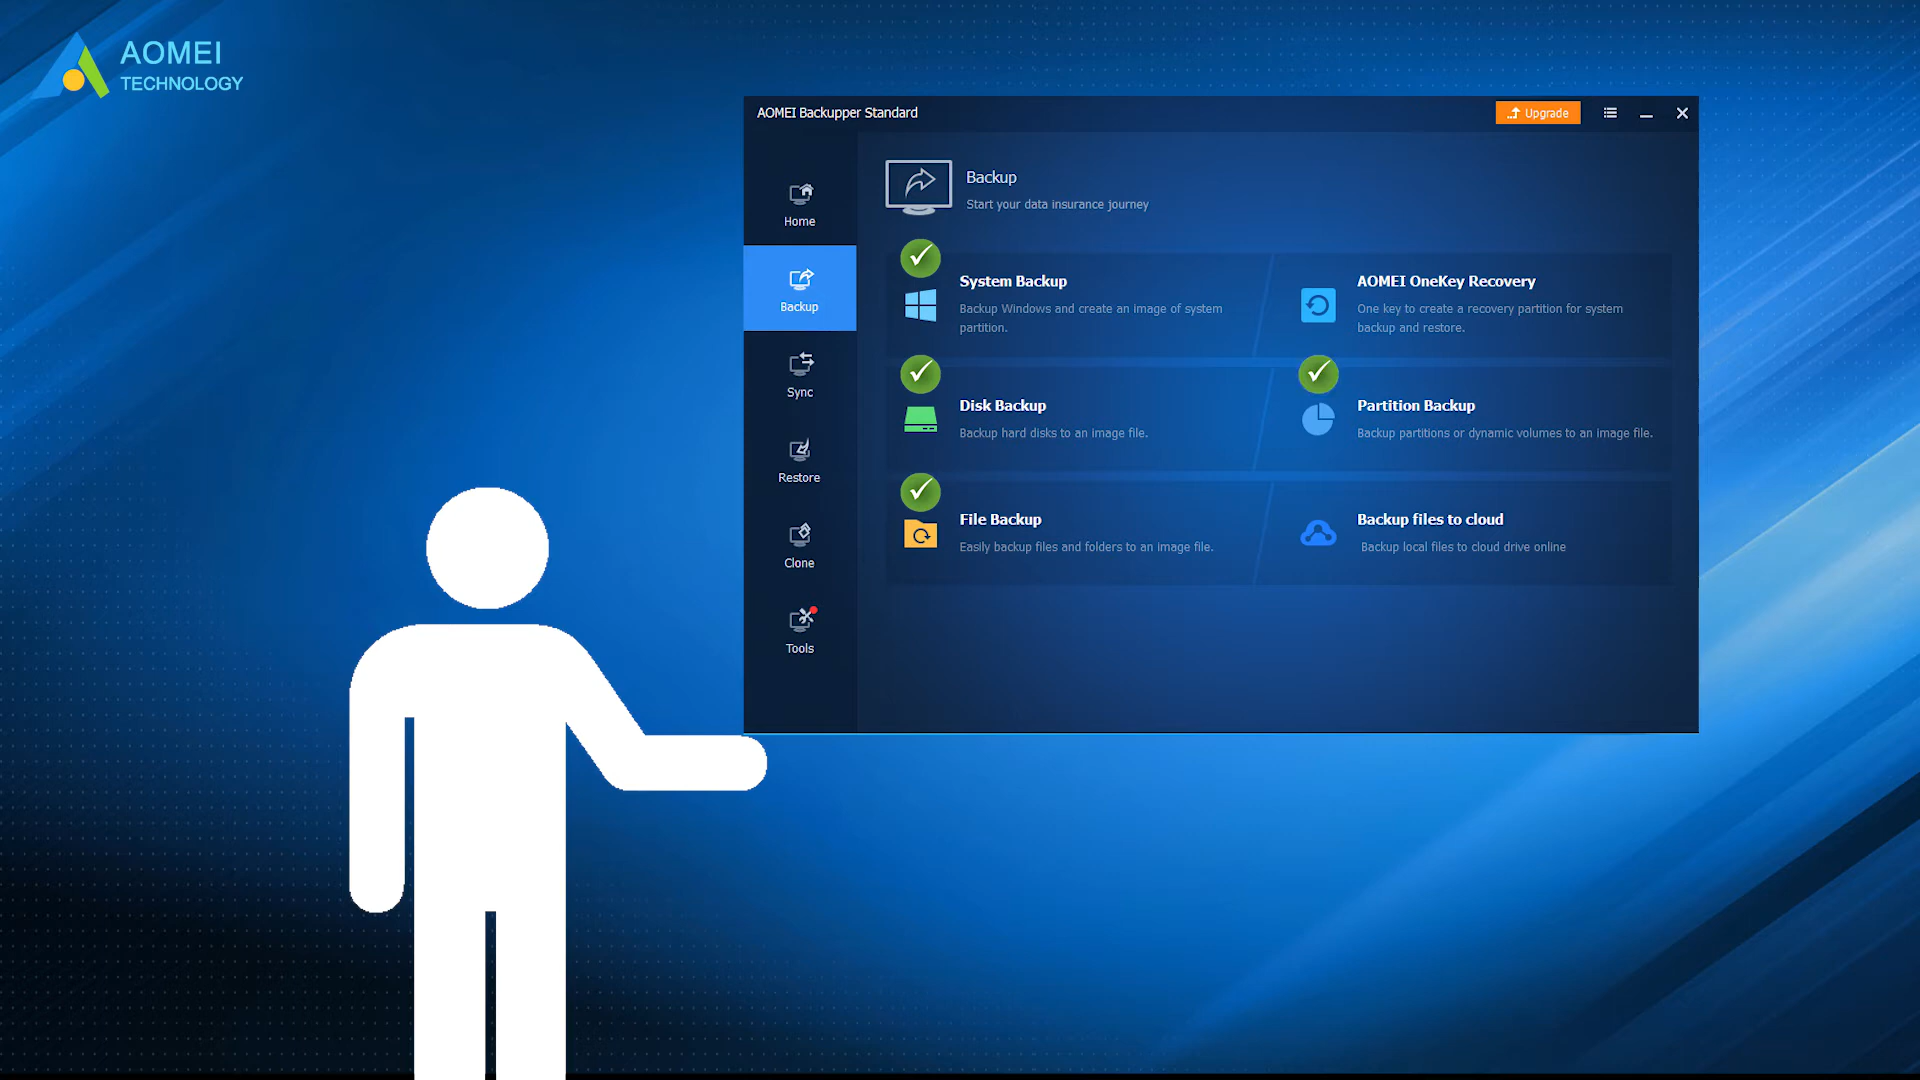 AOMEI
TECHNOLOGY
AOMEI Backupper Standard
Upgrade
Home
Backup
Sync
Restore
Clone
Tools
Backup
Start your data insurance journey
System Backup
Backup Windows and create an image of system
partition.
AOMEI OneKey Recovery
One key to create a recovery partition for system
backup and restore.
Disk Backup
Backup hard disks to an image file.
Partition Backup
Backup partitions or dynamic volumes to an image file.
File Backup
Easily backup files and folders to an image file.
Backup files to cloud
Backup local files to cloud drive online